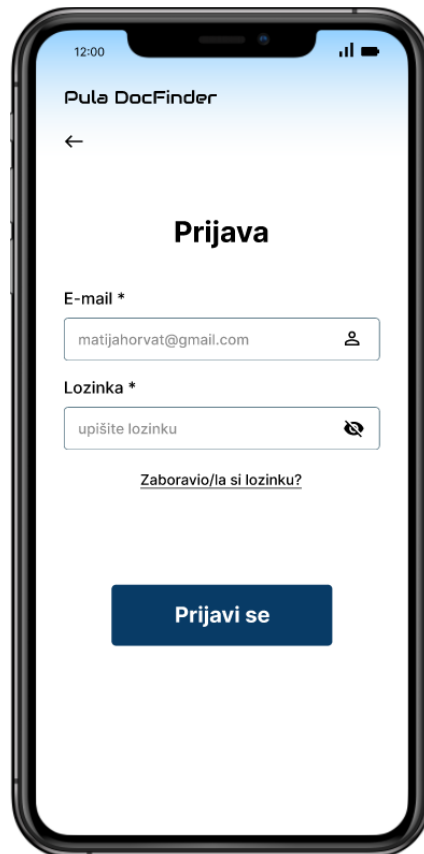 12:00
Pula DocFinder
Prijava
E-mail *
matijahorvat@gmail.com
Lozinka *
upišite lozinku
Zaboravio/la si lozinku?
Prijavi se